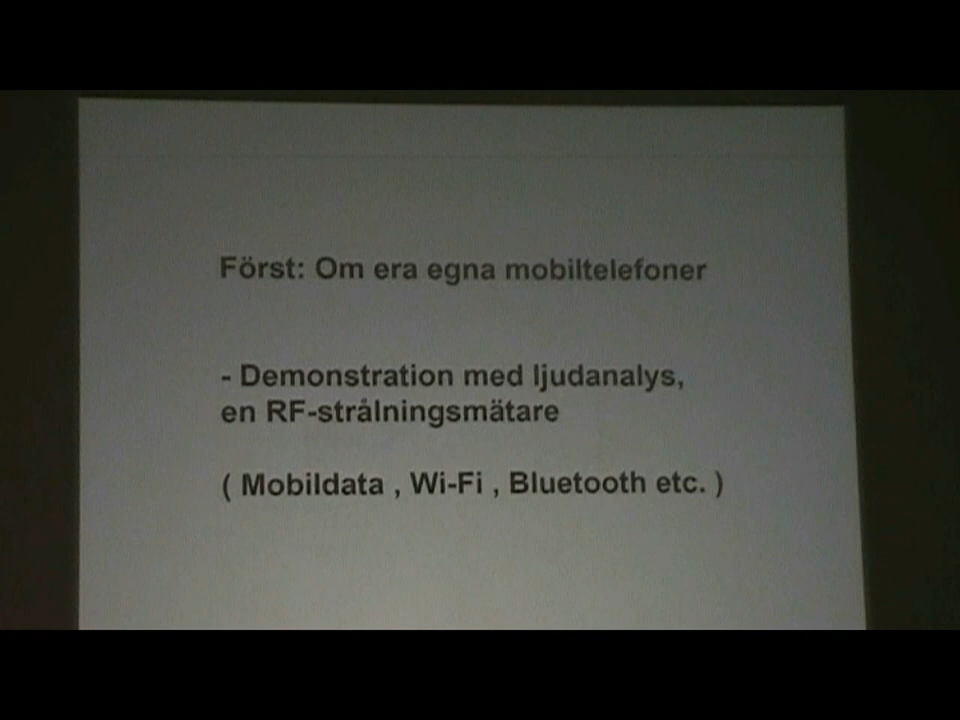 Först: Om era egna mobiltelefoner
- Demonstration med ljudanalys,
en RF-strålningsmätare
( Mobildata , Wi-Fi , Bluetooth etc. )